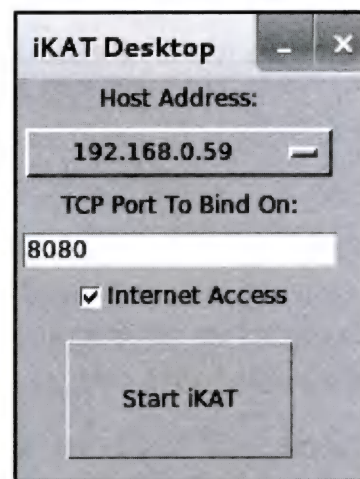 iKAT Desktop
Host Address:
192.168.0.59
TCP Port To Bind On:
8080
Internet Access
Start iKAT